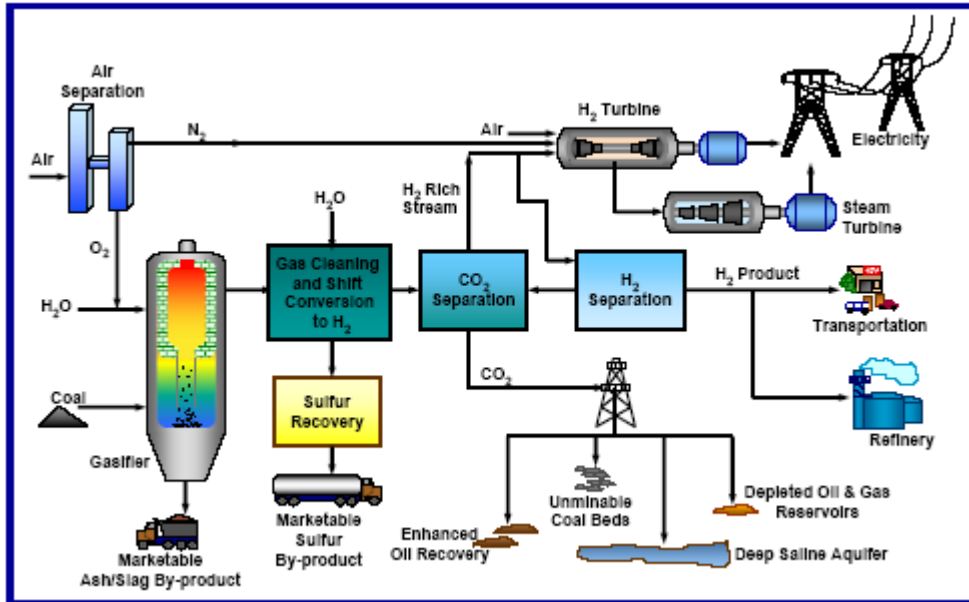 Air
Separation
Air
N₂
O₂
H₂O
Coal
Gasifier
Marketable
Ash/Slag By-product
H₂O
Gas Cleaning
and Shift
Conversion
to H₂
Sulfur
Recovery
Marketable
Sulfur
By-product
H₂ Rich
Stream
CO₂
Separation
CO₂
Air
H₂ Turbine
Electricity
Steam
Turbine
H₂
Separation
H₂ Product
Transportation
Refinery
Enhanced
Oil Recovery
Unminable
Coal Beds
Deep Saline Aquifer
Depleted Oil & Gas
Reservoirs